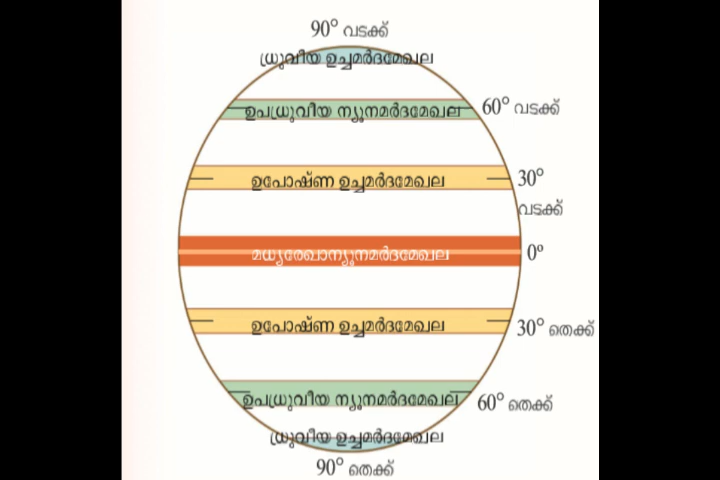 90° വടക്ക്
ധ്രുവീയ ഉച്ചമർദമേഖല
ഉപധ്രുവീയ ന്യൂനമർദമേഖല 60° വടക്ക്
ഉപോഷ്ണ ഉച്ചമർദമേഖല 30°
വടക്ക്
മധ്യരേഖാന്യൂനമർദമേഖല 0°
ഉപോഷ്ണ ഉച്ചമർദമേഖല 30° തെക്ക്
ഉപധ്രുവീയ ന്യൂനമർദമേഖല 60° തെക്ക്
ധ്രുവീയ ഉച്ചമർദമേഖല
90° തെക്ക്